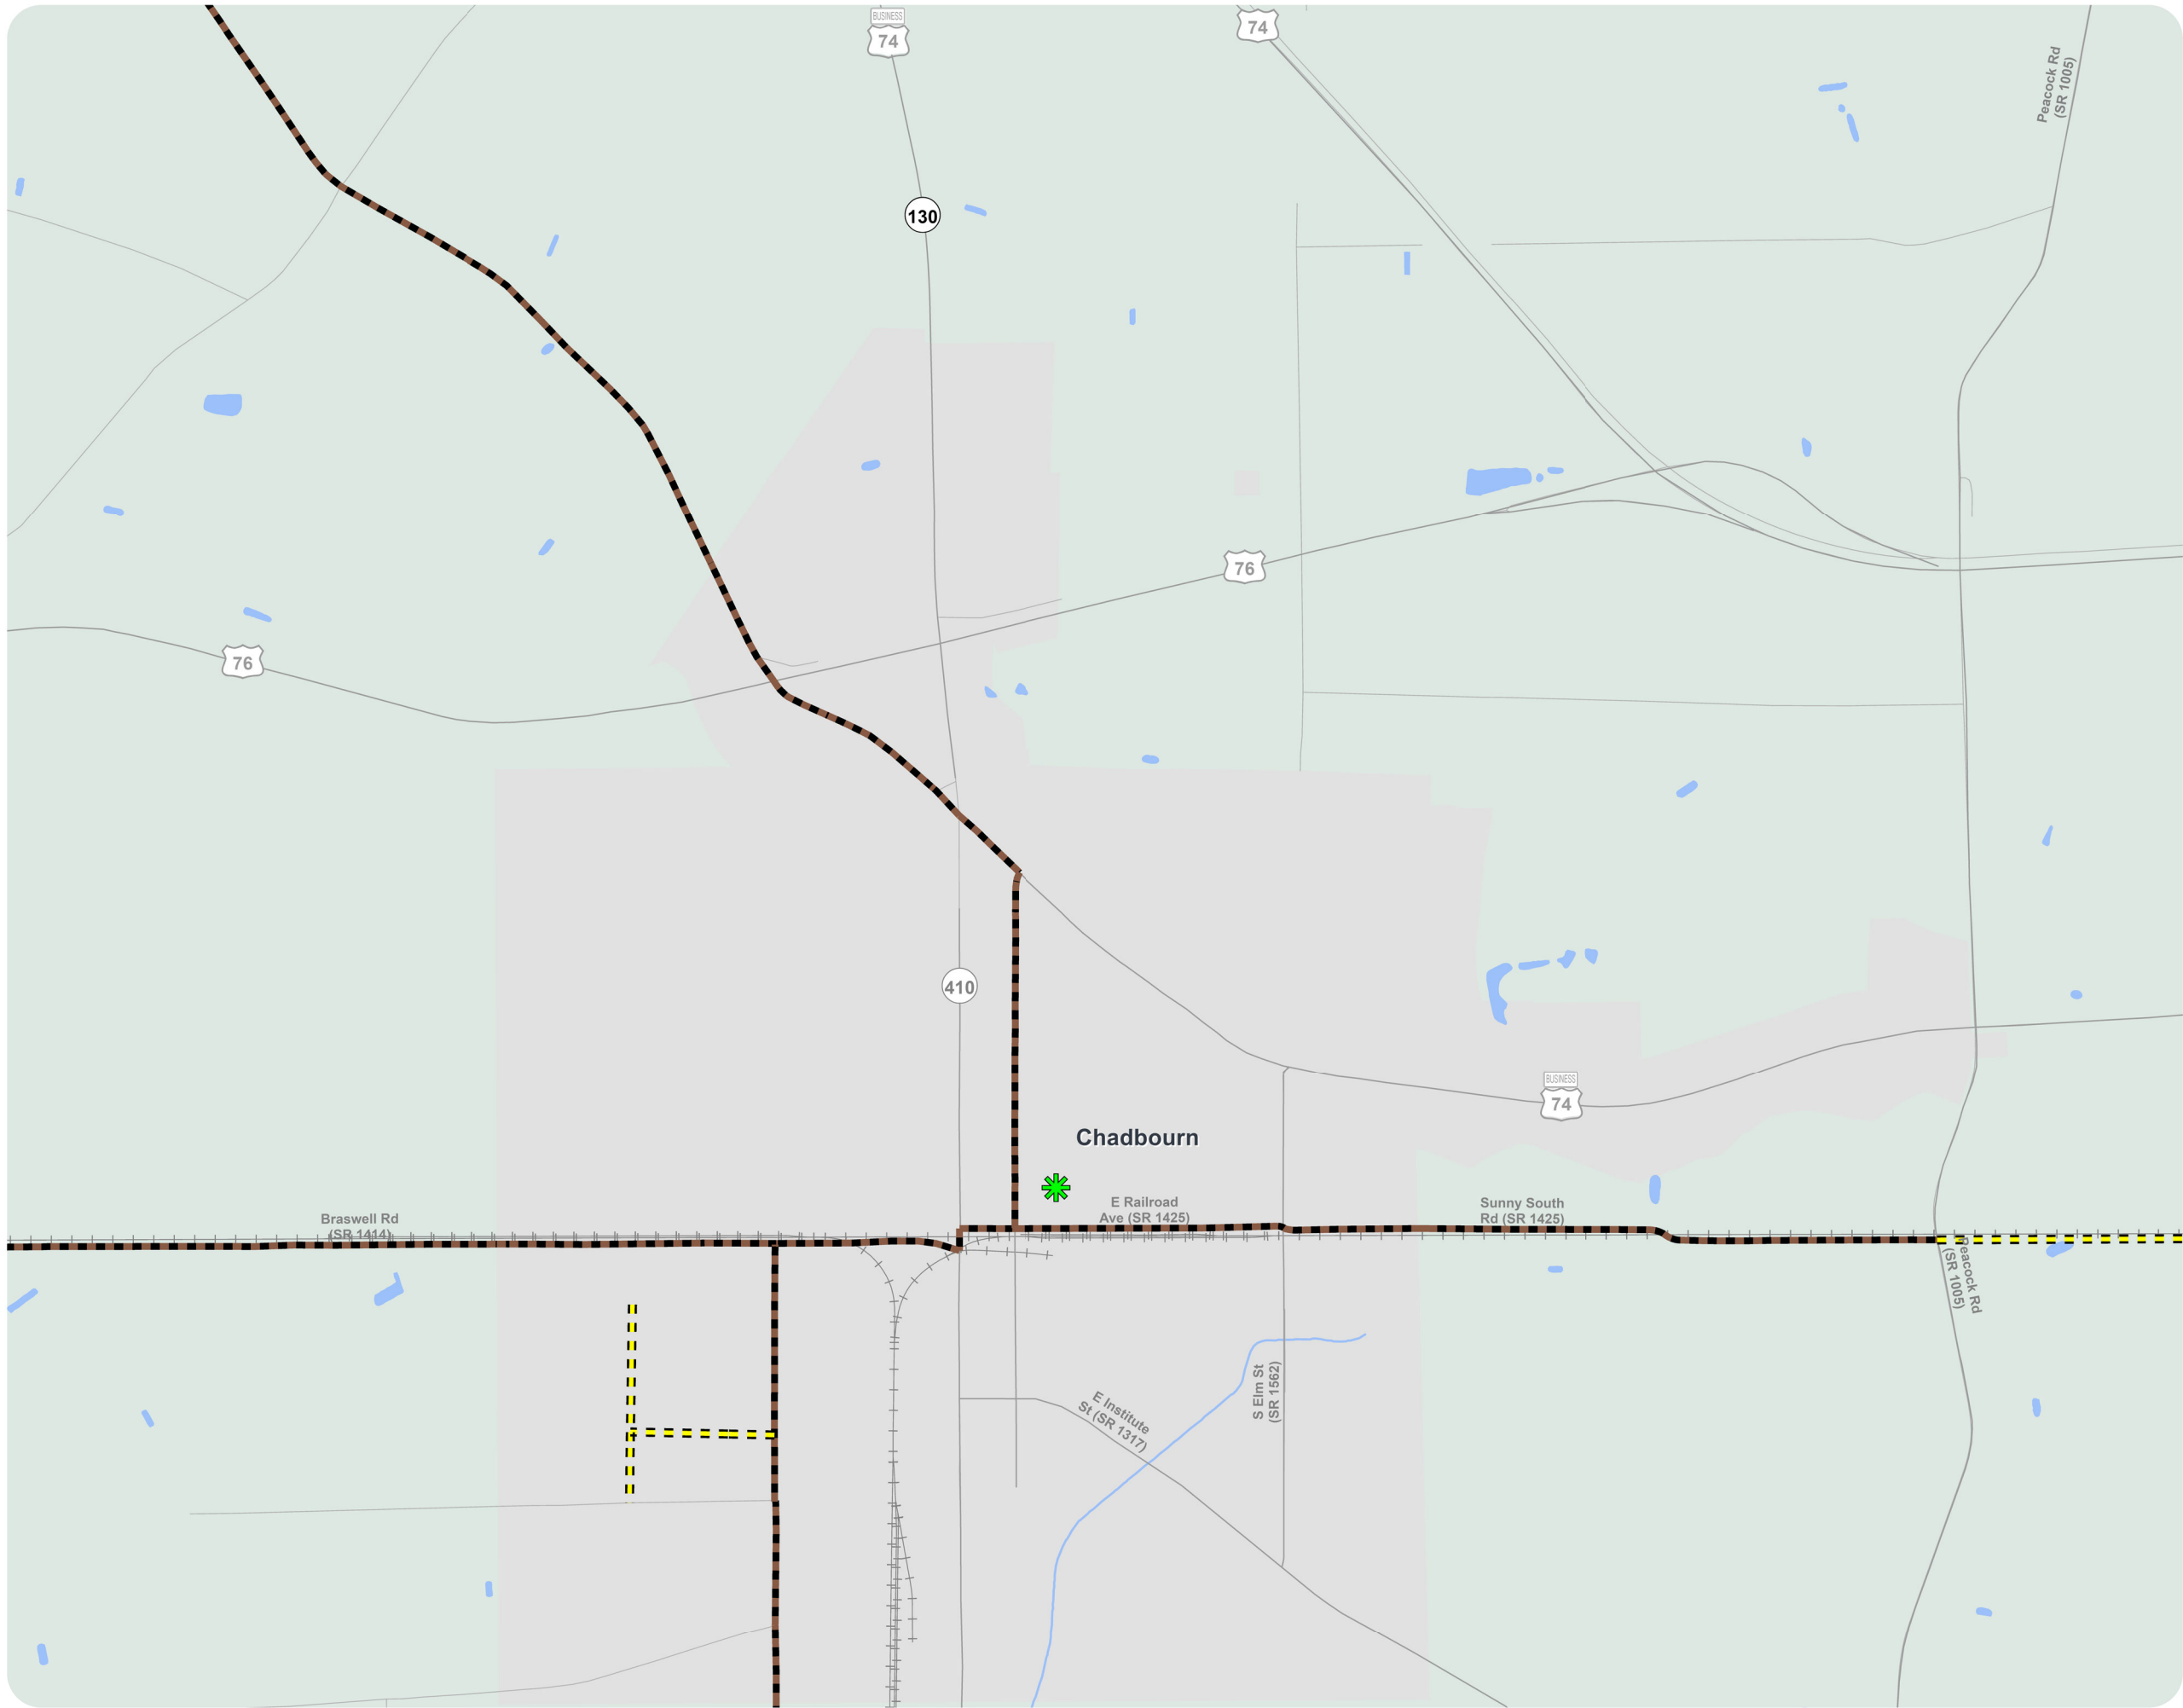 BUSINESS
74
74
Peacock Rd
(SR 1005)
130
76
76
410
BUSINESS
74
Chadbourn
E Railroad
Ave (SR 1425)
Sunny South
Rd (SR 1425)
Braswell Rd
(SR 1414)
Peacock Rd
(SR 1005)
S Elm St
(SR 1562)
E Institute
St (SR 1317)